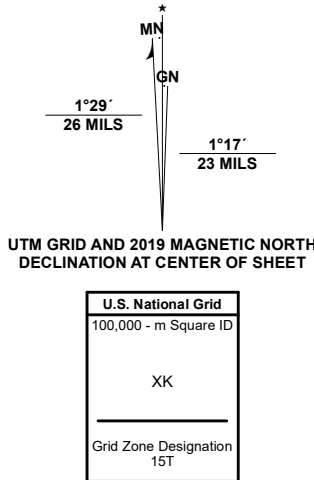 ★
MN
GN
1°29´
26 MILS
1°17´
23 MILS
UTM GRID AND 2019 MAGNETIC NORTH
DECLINATION AT CENTER OF SHEET
U.S. National Grid
100,000 - m Square ID
XK
Grid Zone Designation
15T